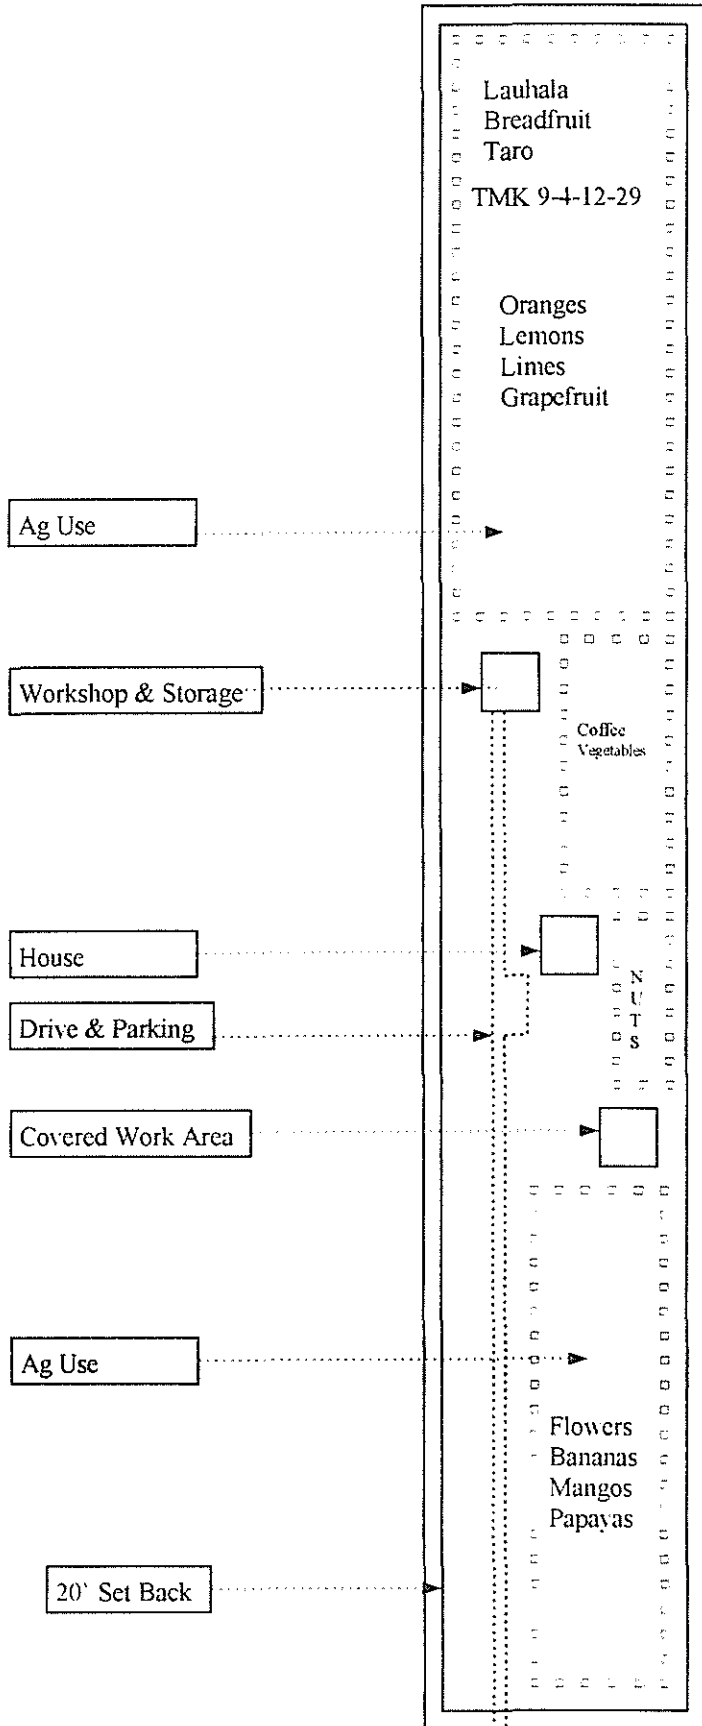 Lauhala
Breadfruit
Taro
TMK 9-4-12-29
Oranges
Lemons
Limes
Grapefruit
Ag Use
Workshop & Storage
Coffee
Vegetables
House
N
U
T
S
Drive & Parking
Covered Work Area
Ag Use
Flowers
Bananas
Mangos
Papayas
20' Set Back